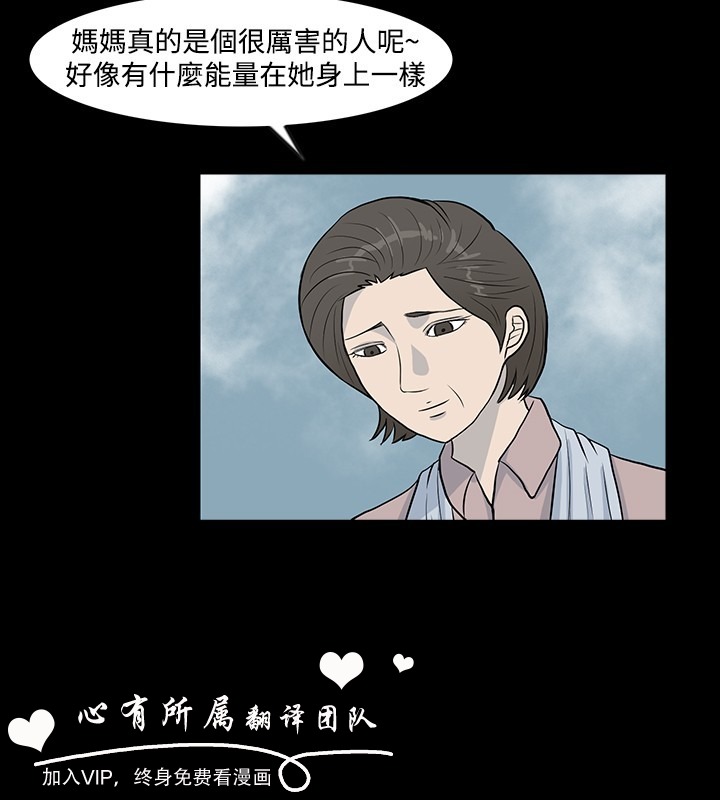 媽媽真的是個很厲害的人呢~
好像有什麼能量在她身上一樣
心有所属翻译团队
加入VIP，终身免费看漫画